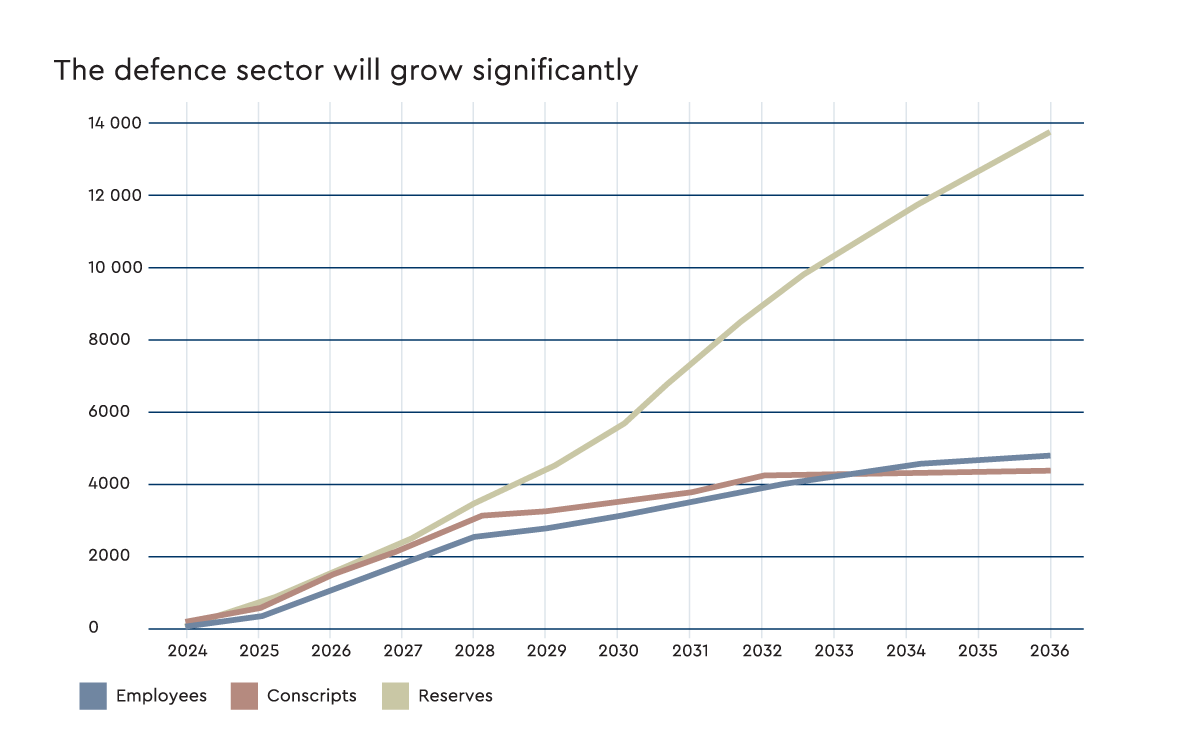 The defence sector will grow significantly
14 000
12 000
10 000
8000
6000
4000
2000
0
2024 2025 2026 2027 2028 2029 2030 2031 2032 2033 2034 2035 2036
Employees Conscripts Reserves